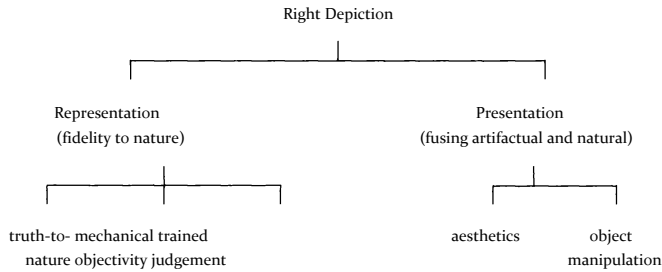 Right Depiction
Representation
(fidelity to nature)
Presentation
(fusing artifactual and natural)
truth-to- mechanical trained
nature objectivity judgement
aesthetics
object
manipulation